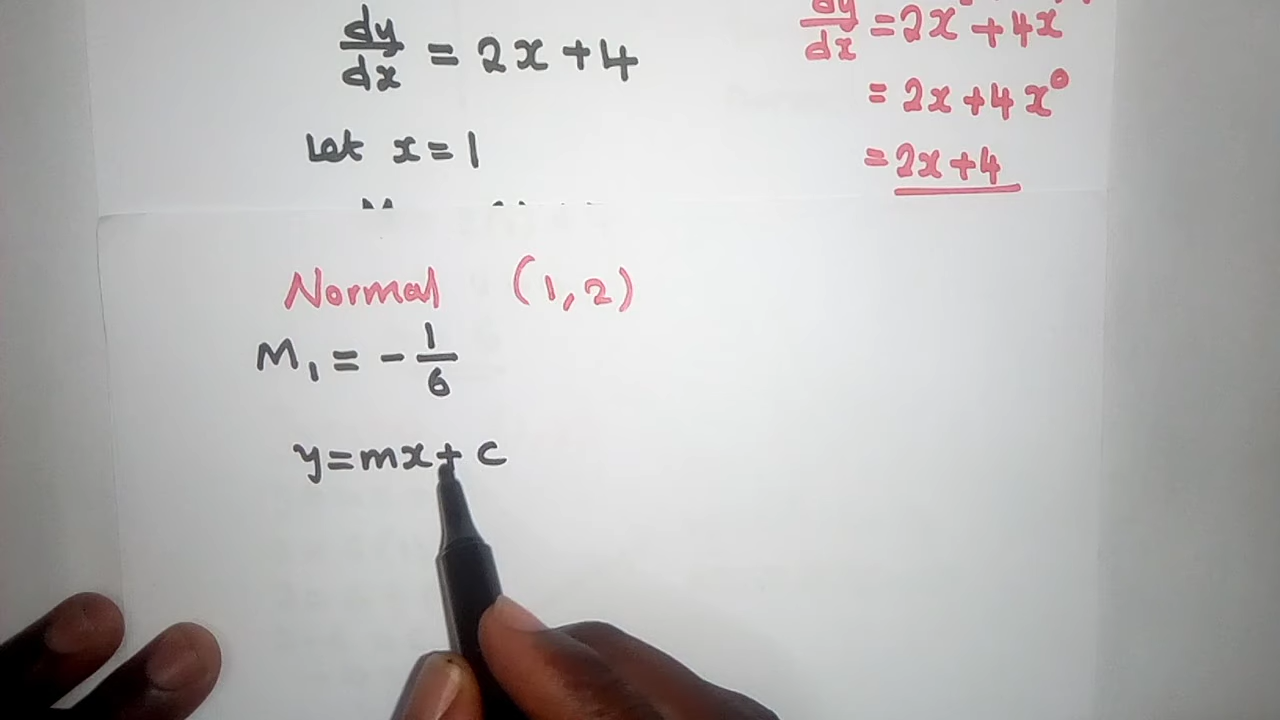 dy/dx = 2x + 4
Let x = 1
dy/dx = 2x + 4x
= 2x + 4x⁰
= 2x + 4
Normal (1, 2)
M₁ = -1/6
y = mx + c